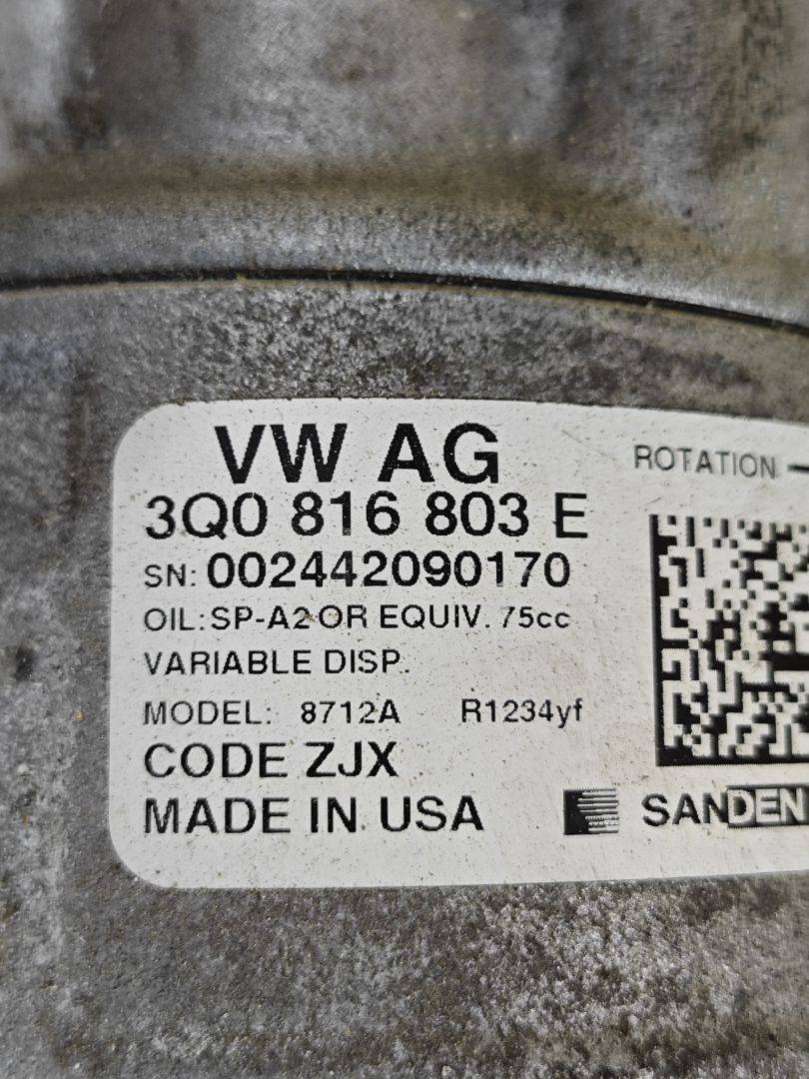 VW AG
ROTATION
3Q0 816 803 E
SN: 002442090170
OIL: SP-A2 OR EQUIV. 75cc
VARIABLE DISP.
MODEL: 8712A R1234yf
CODE ZJX
MADE IN USA
SANDEN